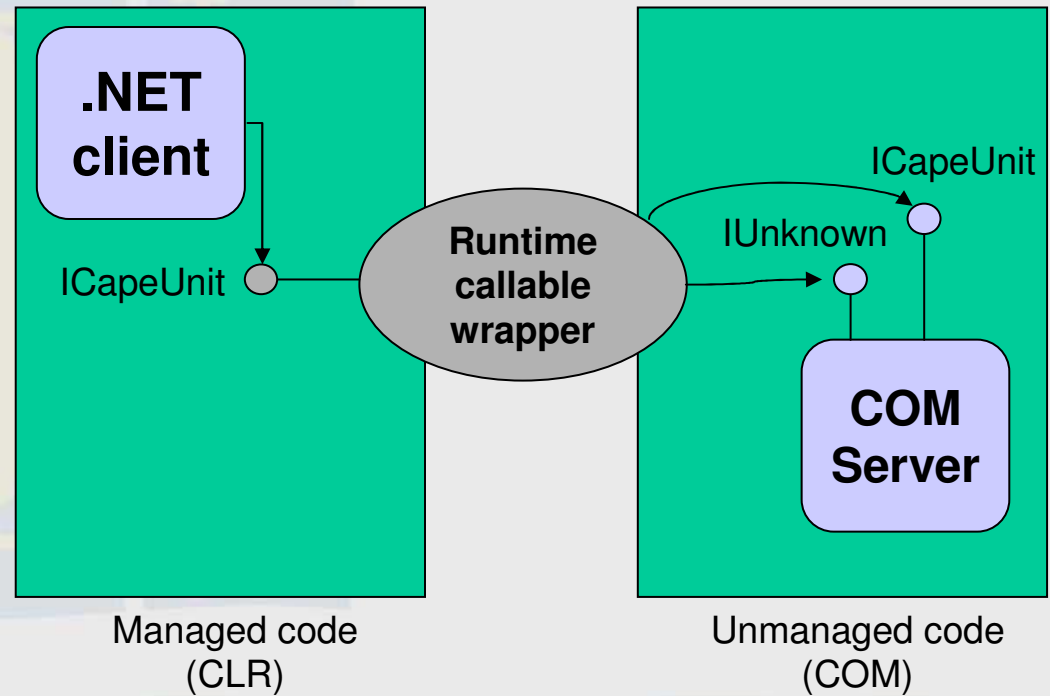 .NET
client
ICapeUnit
Runtime
callable
wrapper
ICapeUnit
IUnknown
COM
Server
Managed code
(CLR)
Unmanaged code
(COM)